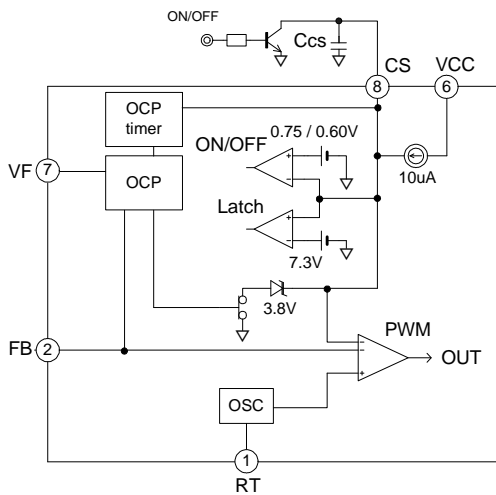 ON/OFF
Ccs
CS
VCC
8
6
OCP
timer
0.75 / 0.60V
ON/OFF
+
−
10uA
VF
7
OCP
Latch
+
−
7.3V
3.8V
PWM
FB
2
−
−
+
OUT
OSC
1
RT